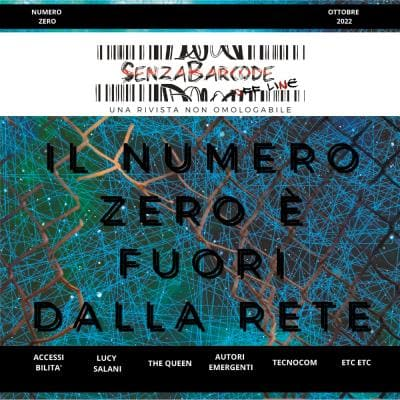 NUMERO
ZERO
OTTOBRE
2022
SENZABARCODE
OFF LINE
UNA RIVISTA NON OMOLOGABILE
IL NUMERO
ZERO È
FUORI
DALLA RETE
ACCESSI
BILITA'
LUCY
SALANI
THE QUEEN
AUTORI
EMERGENTI
TECNOCOM
ETC ETC